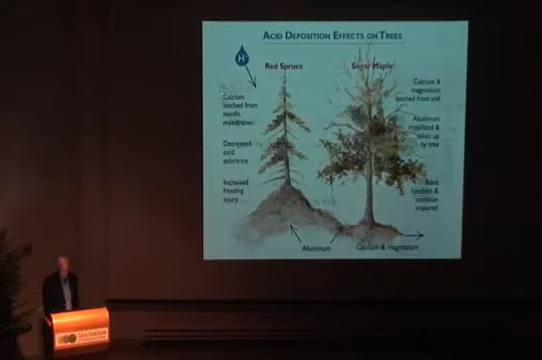 ACID DEPOSITION EFFECTS ON TREES
H+
Red Spruce
Sugar Maple
Calcium
leached from
needle
membranes
Decreased
cold
tolerance
Increased
freezing
injury
Calcium &
magnesium
leached from soil
Aluminum
mobilized &
taken up
by tree
Root
function &
nutrition
impaired
Aluminum
Calcium & magnesium
Cary Institute